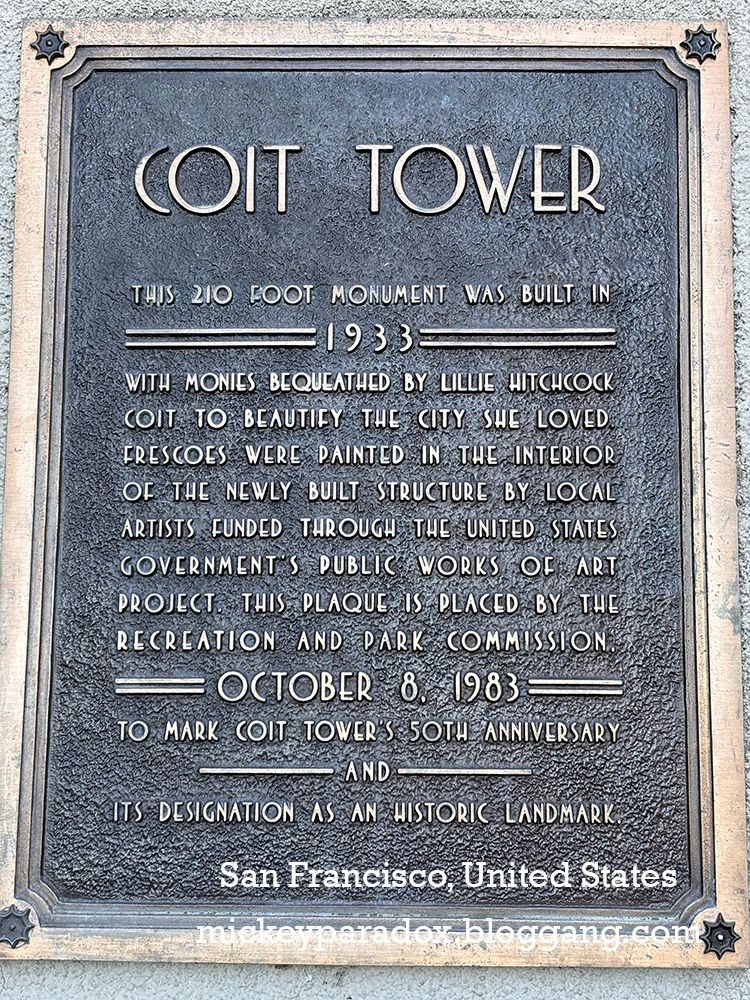 COIT TOWER
THIS 210 FOOT MONUMENT WAS BUILT IN
1933
WITH MONIES BEQUEATHED BY LILLIE HITCHCOCK
COIT TO BEAUTIFY THE CITY SHE LOVED.
FRESCOES WERE PAINTED IN THE INTERIOR
OF THE NEWLY BUILT STRUCTURE BY LOCAL
ARTISTS FUNDED THROUGH THE UNITED STATES
GOVERNMENT'S PUBLIC WORKS OF ART
PROJECT. THIS PLAQUE IS PLACED BY THE
RECREATION AND PARK COMMISSION,
OCTOBER 8, 1983
TO MARK COIT TOWER'S 50TH ANNIVERSARY
AND
ITS DESIGNATION AS AN HISTORIC LANDMARK.
San Francisco, United States
mickeyparadox.bloggang.com